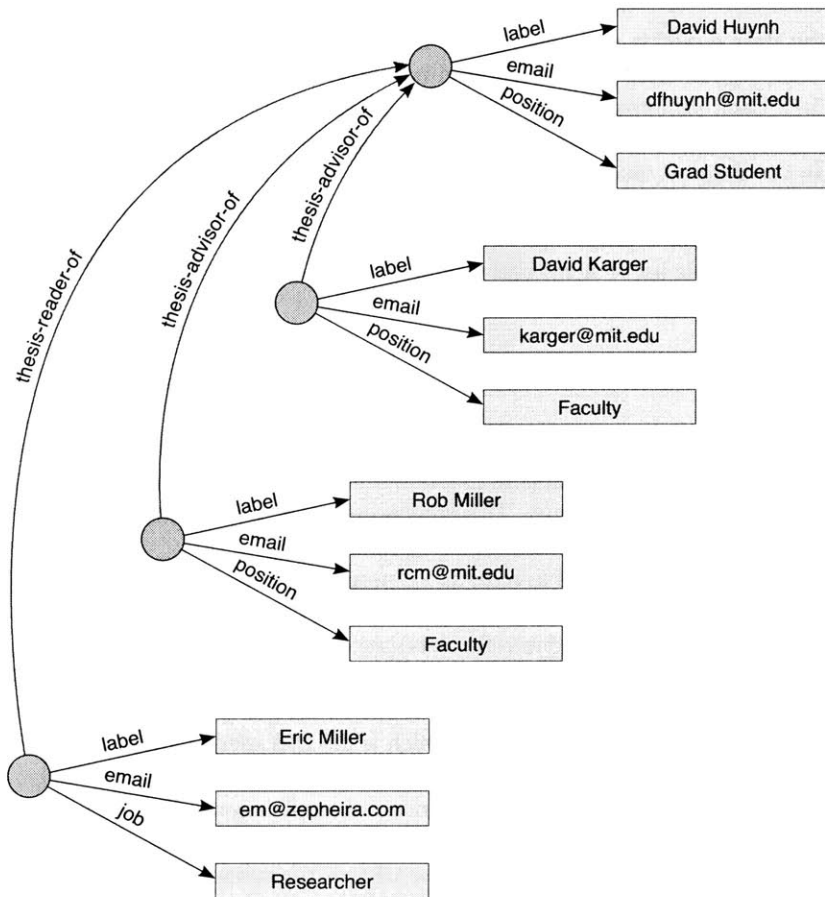 label
David Huynh
email
dfhuynh@mit.edu
position
Grad Student
thesis-reader-of
thesis-advisor-of
thesis-advisor-of
label
David Karger
email
karger@mit.edu
position
Faculty
label
Rob Miller
email
rcm@mit.edu
position
Faculty
label
Eric Miller
email
em@zepheira.com
job
Researcher